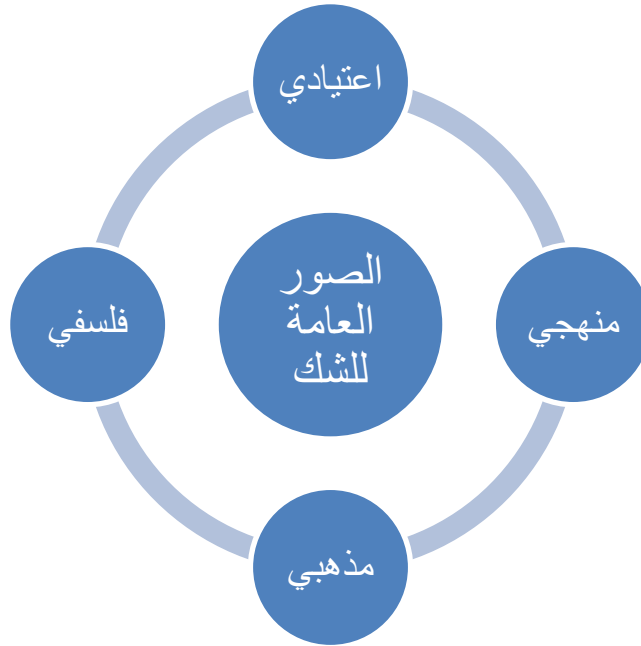 اعتيادي
الصور
العامة
للشك
منهجي
فلسفي
مذهبي